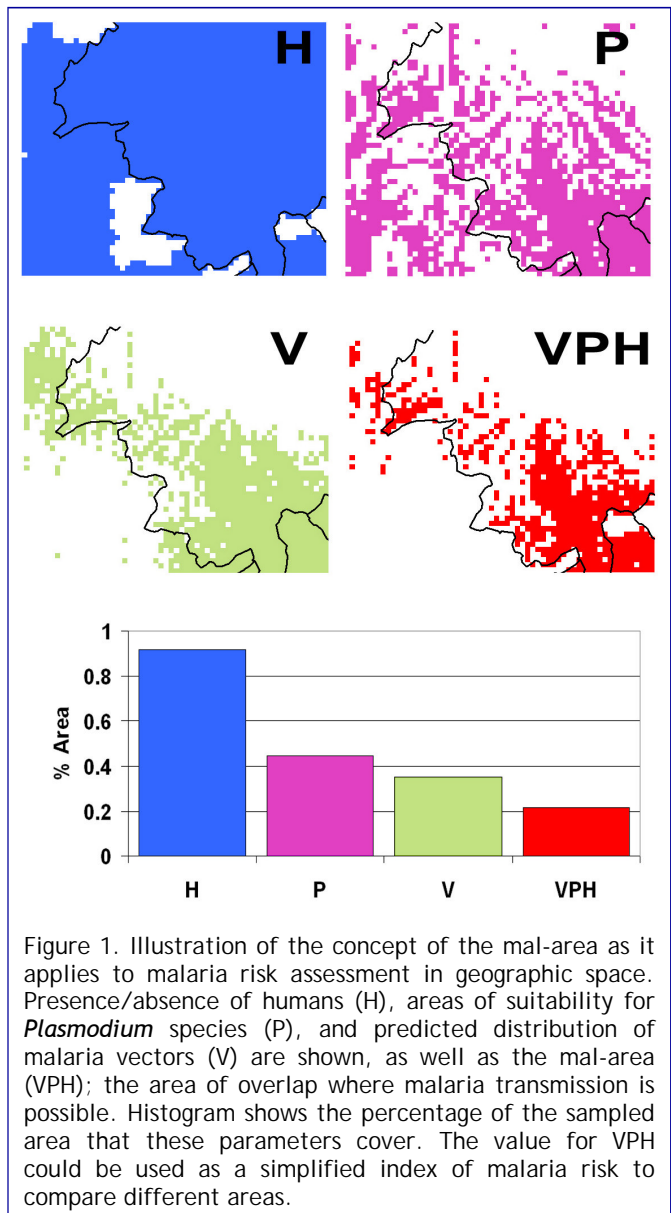 H
P
V
VPH
1
0.8
0.6
0.4
0.2
0
% Area
H P V VPH
Figure 1. Illustration of the concept of the mal-area as it
applies to malaria risk assessment in geographic space.
Presence/absence of humans (H), areas of suitability for
Plasmodium species (P), and predicted distribution of
malaria vectors (V) are shown, as well as the mal-area
(VPH); the area of overlap where malaria transmission is
possible. Histogram shows the percentage of the sampled
area that these parameters cover. The value for VPH
could be used as a simplified index of malaria risk to
compare different areas.